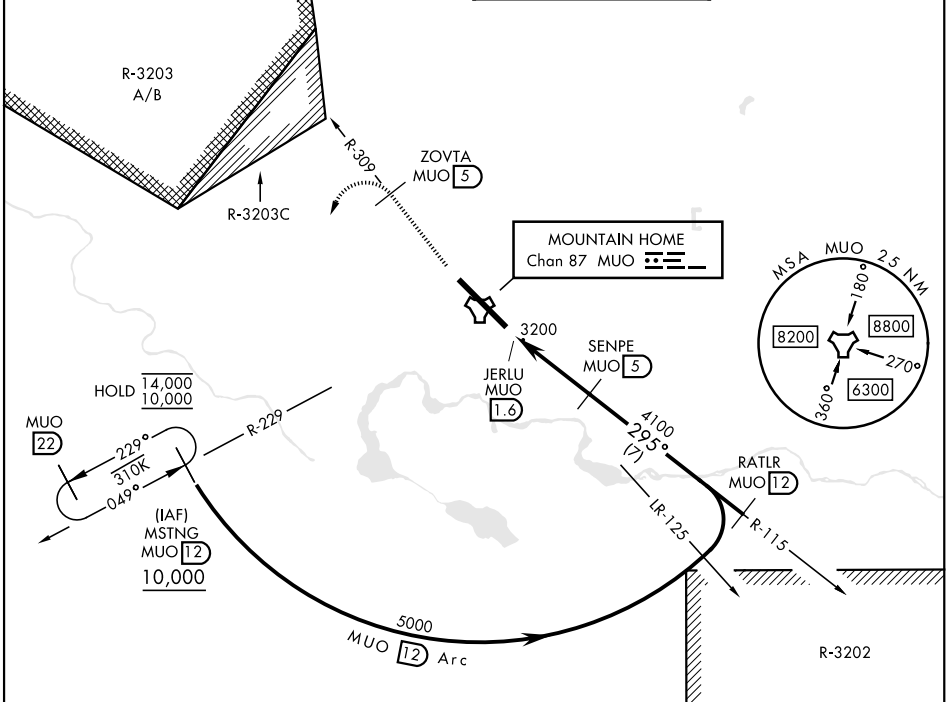 R-3203
A/B
R-3203C
R-309
ZOVTA
MUO 5
MOUNTAIN HOME
Chan 87 MUO
MSA MUO 25 NM
180°
8200
8800
270°
360°
6300
3200
JERLU
MUO
1.6
SENPE
MUO 5
4100
295°
(7)
RATLR
MUO 12
LR-125
R-115
HOLD 14,000
10,000
MUO
22
229°
310K
049°
R-229
(IAF)
MSTNG
MUO 12
10,000
5000
MUO 12 Arc
R-3202